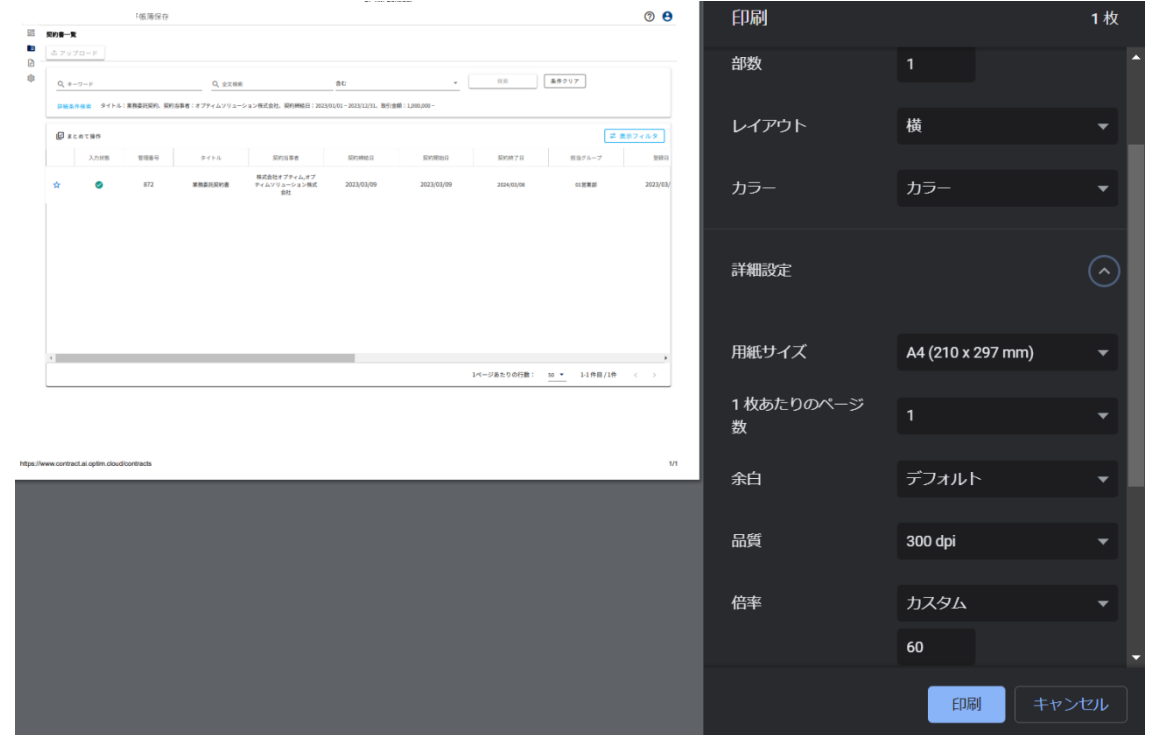 帳簿保存
契約書一覧
アップロード
キーワード
全文検索
含む
検索
条件クリア
詳細条件検索 タイトル：業務委託契約、契約当事者：オプティムソリューション株式会社、契約締結日：2023/01/01 - 2023/12/31、取引金額：1,000,000 -
まとめて操作
表示フィルタ
入力状態 管理番号 タイトル 契約当事者 契約締結日 契約開始日 契約終了日 担当グループ 登録日
872 業務委託契約書 株式会社オプティム,オプティムソリューション株式会社 2023/03/09 2023/03/09 2024/03/08 01営業部 2023/03/
1ページあたりの行数： 50 1-1 件目 / 1件
https://www.contract.ai.optim.cloud/contracts
1/1
印刷
1 枚
部数
1
レイアウト
横
カラー
カラー
詳細設定
用紙サイズ
A4 (210 x 297 mm)
1 枚あたりのページ
数
1
余白
デフォルト
品質
300 dpi
倍率
カスタム
60
印刷
キャンセル